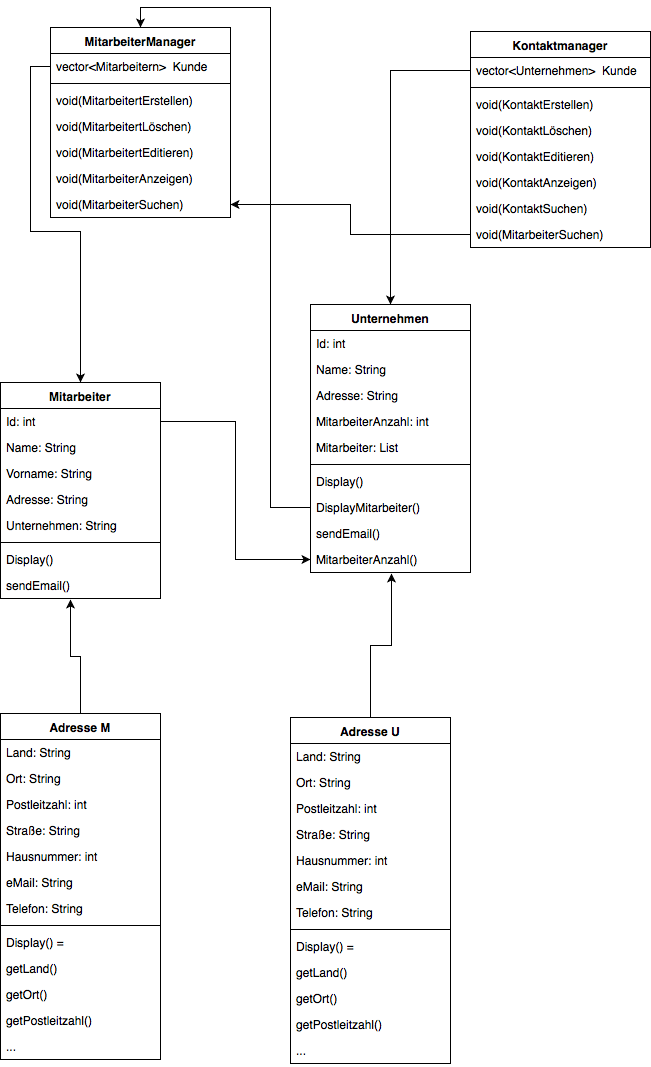 MitarbeiterManager
vector<Mitarbeitern> Kunde
void(MitarbeitertErstellen)
void(MitarbeitertLöschen)
void(MitarbeitertEditieren)
void(MitarbeiterAnzeigen)
void(MitarbeiterSuchen)
Kontaktmanager
vector<Unternehmen> Kunde
void(KontaktErstellen)
void(KontaktLöschen)
void(KontaktEditieren)
void(KontaktAnzeigen)
void(KontaktSuchen)
void(MitarbeiterSuchen)
Unternehmen
Id: int
Name: String
Adresse: String
MitarbeiterAnzahl: int
Mitarbeiter: List
Display()
DisplayMitarbeiter()
sendEmail()
MitarbeiterAnzahl()
Mitarbeiter
Id: int
Name: String
Vorname: String
Adresse: String
Unternehmen: String
Display()
sendEmail()
Adresse M
Land: String
Ort: String
Postleitzahl: int
Straße: String
Hausnummer: int
eMail: String
Telefon: String
Display() =
getLand()
getOrt()
getPostleitzahl()
...
Adresse U
Land: String
Ort: String
Postleitzahl: int
Straße: String
Hausnummer: int
eMail: String
Telefon: String
Display() =
getLand()
getOrt()
getPostleitzahl()
...